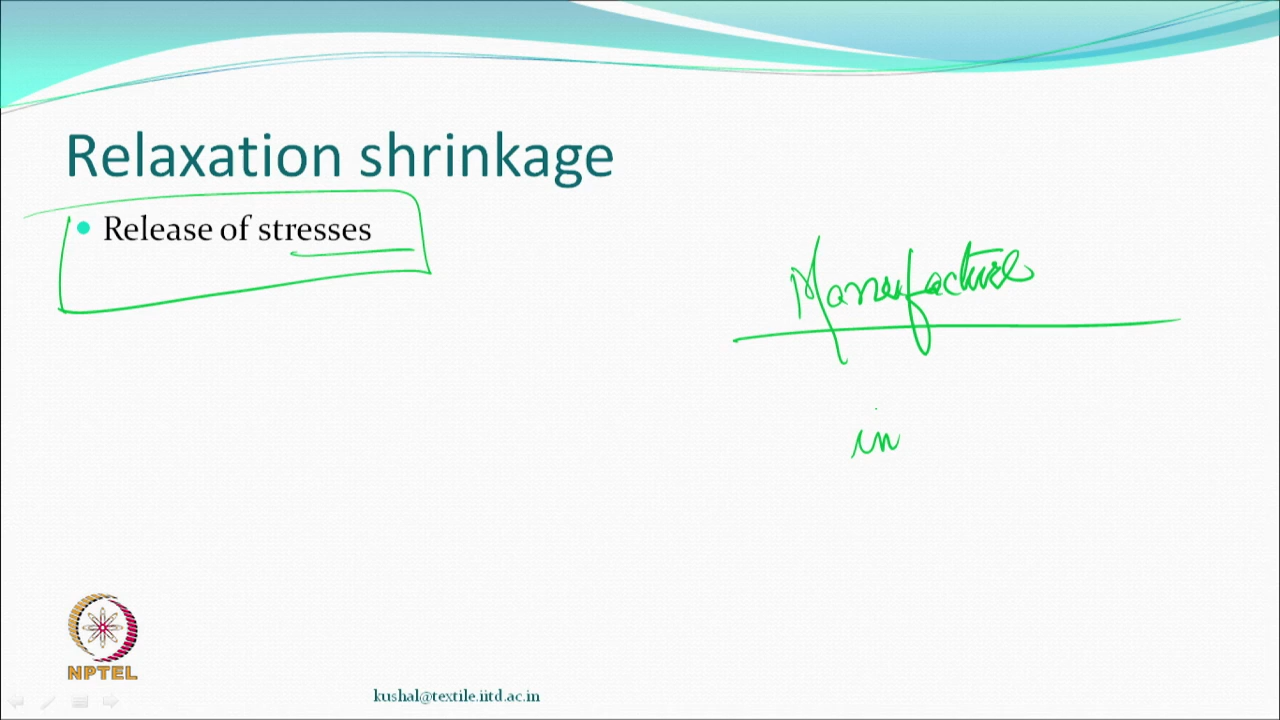 Relaxation shrinkage
Release of stresses
Manufacture
in
NPTEL
kushal@textile.iitd.ac.in